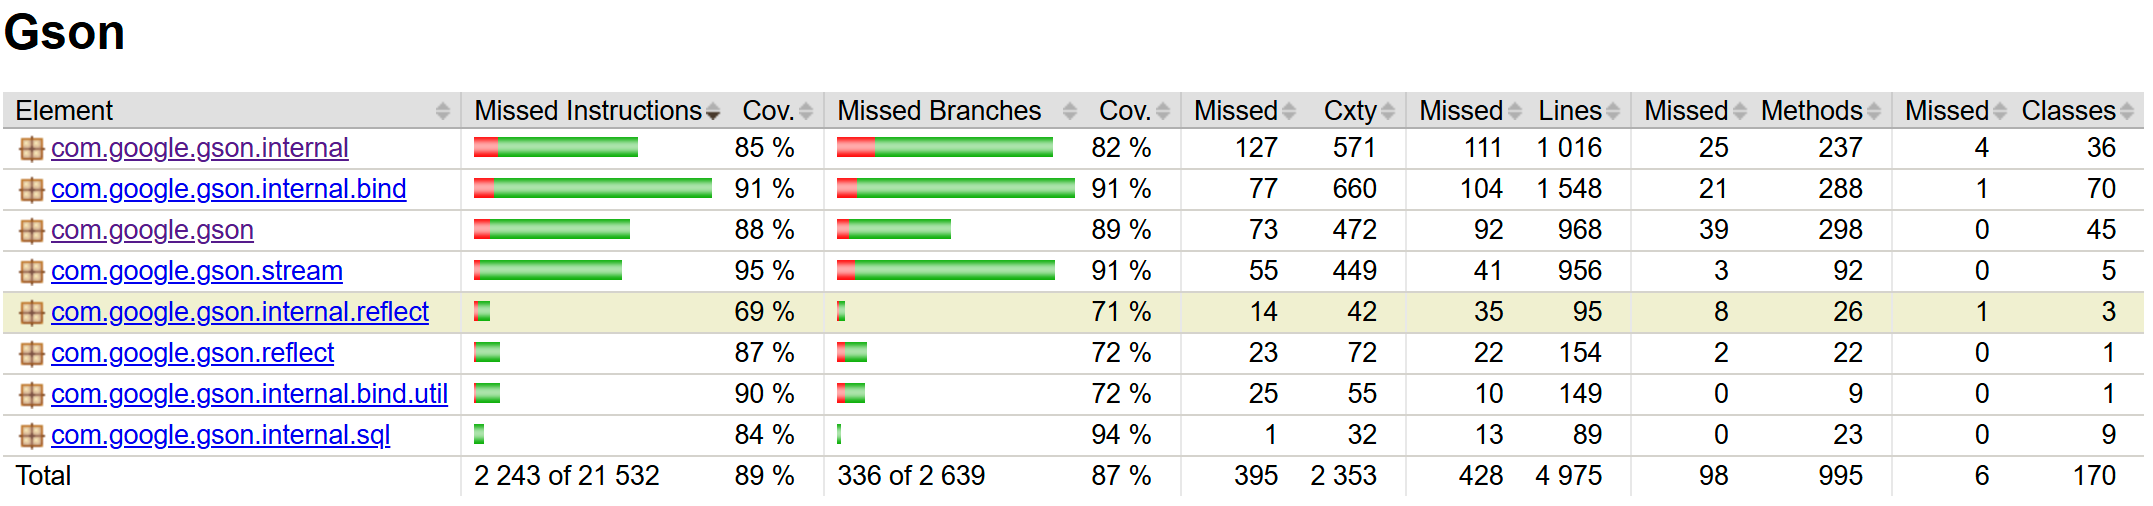 Gson
Element Missed Instructions Cov. Missed Branches Cov. Missed Cxty Missed Lines Missed Methods Missed Classes
com.google.gson.internal 85 % 82 % 127 571 111 1 016 25 237 4 36
com.google.gson.internal.bind 91 % 91 % 77 660 104 1 548 21 288 1 70
com.google.gson 88 % 89 % 73 472 92 968 39 298 0 45
com.google.gson.stream 95 % 91 % 55 449 41 956 3 92 0 5
com.google.gson.internal.reflect 69 % 71 % 14 42 35 95 8 26 1 3
com.google.gson.reflect 87 % 72 % 23 72 22 154 2 22 0 1
com.google.gson.internal.bind.util 90 % 72 % 25 55 10 149 0 9 0 1
com.google.gson.internal.sql 84 % 94 % 1 32 13 89 0 23 0 9
Total 2 243 of 21 532 89 % 336 of 2 639 87 % 395 2 353 428 4 975 98 995 6 170